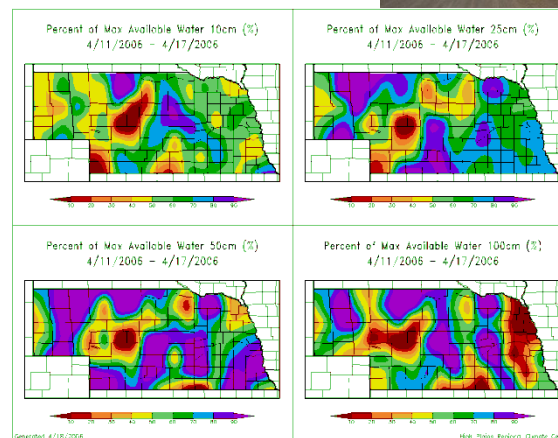 Percent of Max Available Water 10cm (%)
4/11/2006 – 4/17/2006
10 20 30 40 50 60 70 80 90
Percent of Max Available Water 25cm (%)
4/11/2006 – 4/17/2006
10 20 30 40 50 60 70 80 90
Percent of Max Available Water 50cm (%)
4/11/2006 – 4/17/2006
10 20 30 40 50 60 70 80 90
Percent of Max Available Water 100cm (%)
4/11/2006 – 4/17/2006
10 20 30 40 50 60 70 80 90
Generated 4/18/2006
High Plains Regional Climate Ce